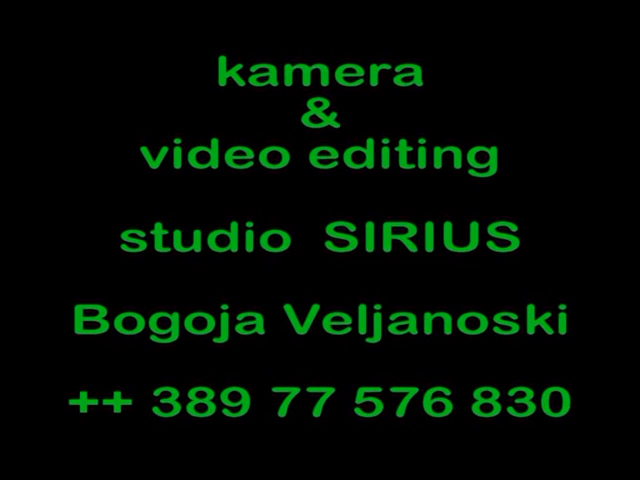 kamera
&
video editing
studio SIRIUS
Bogoja Veljanoski
++ 389 77 576 830